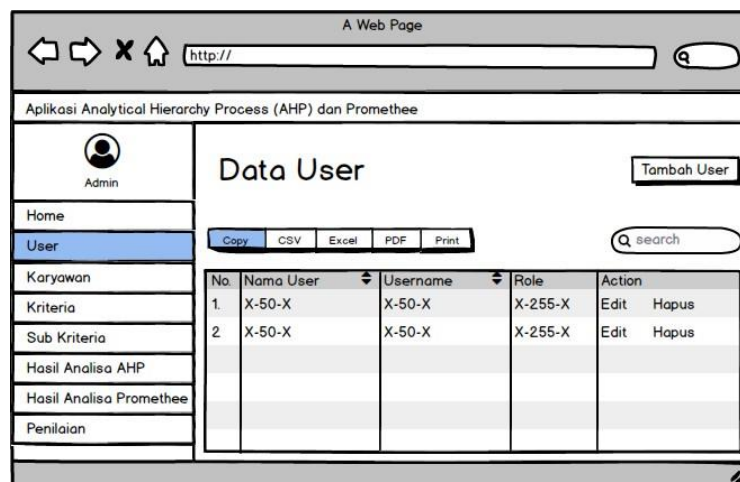 A Web Page
http://
Aplikasi Analytical Hierarchy Process (AHP) dan Promethee
Admin
Home
User
Karyawan
Kriteria
Sub Kriteria
Hasil Analisa AHP
Hasil Analisa Promethee
Penilaian
Data User
Tambah User
Copy CSV Excel PDF Print
search
No. Nama User Username Role Action
1. X-50-X X-50-X X-255-X Edit Hapus
2 X-50-X X-50-X X-255-X Edit Hapus